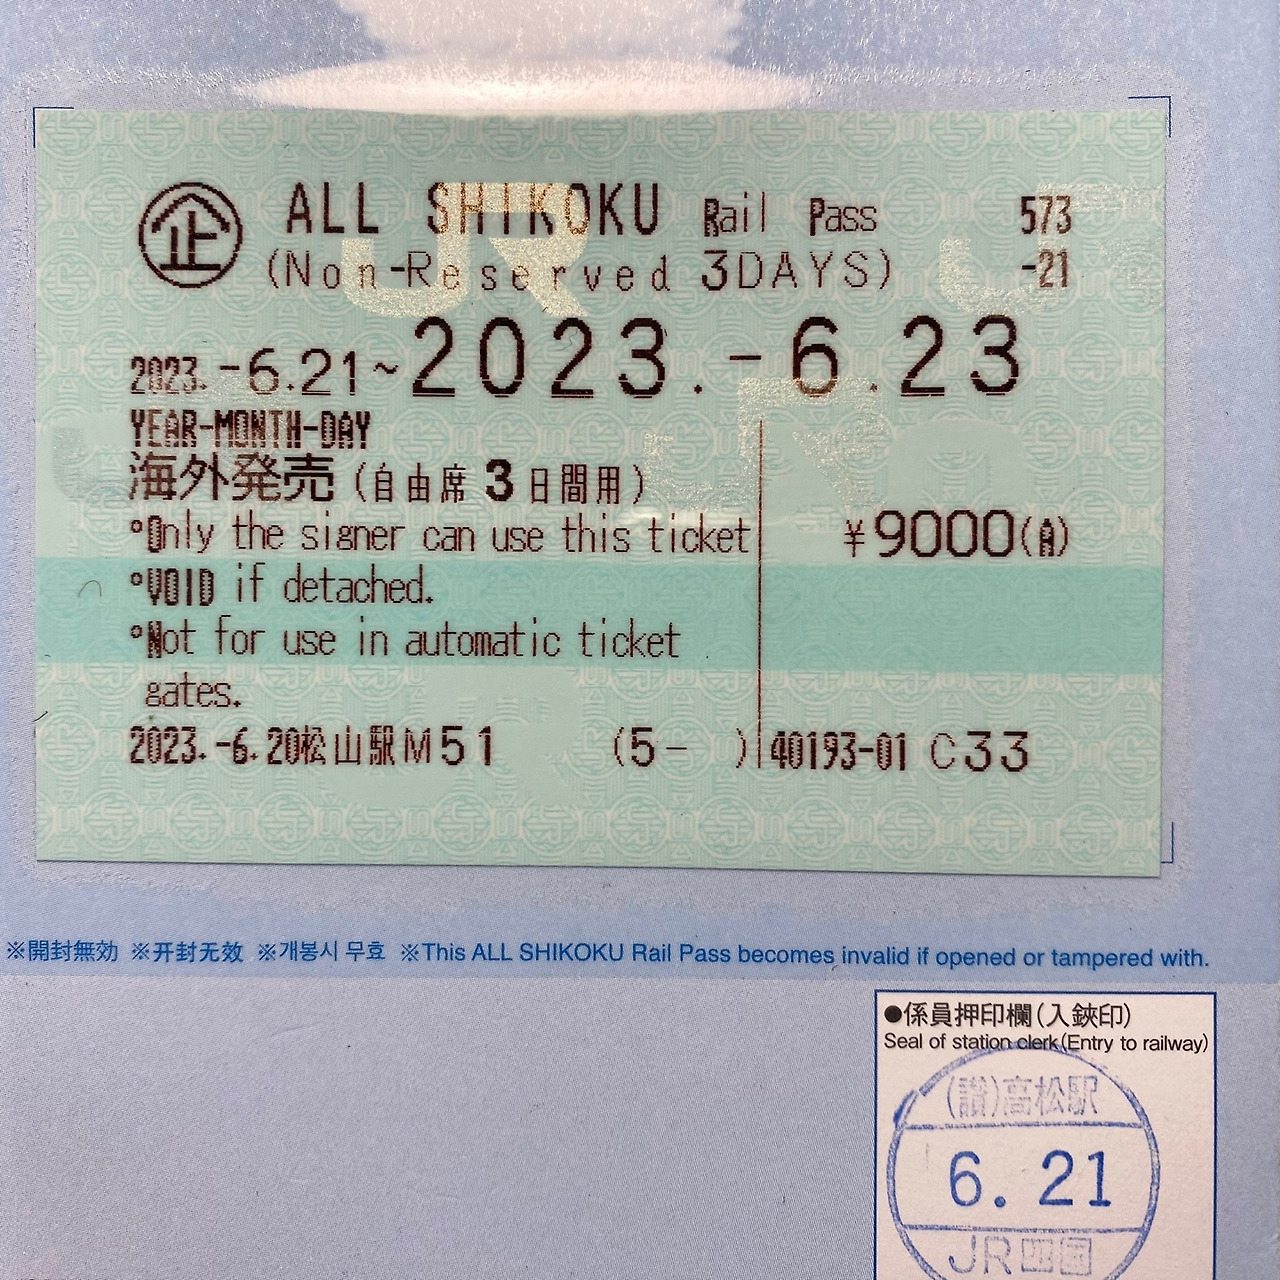 企 ALL SHIKOKU Rail Pass 573
(Non-Reserved 3DAYS) -21
2023.-6.21~2023.-6.23
YEAR-MONTH-DAY
海外発売(自由席3日間用)
°Only the signer can use this ticket ¥9000(A)
°VOID if detached.
°Not for use in automatic ticket
gates.
2023.-6.20松山駅M51 (5- ) 40193-01 C33
※開封無効 ※开封无效 ※개봉시 무효 ※This ALL SHIKOKU Rail Pass becomes invalid if opened or tampered with.
●係員押印欄(入鋏印)
Seal of station clerk(Entry to railway)
(讃)高松駅
6.21
JR四国